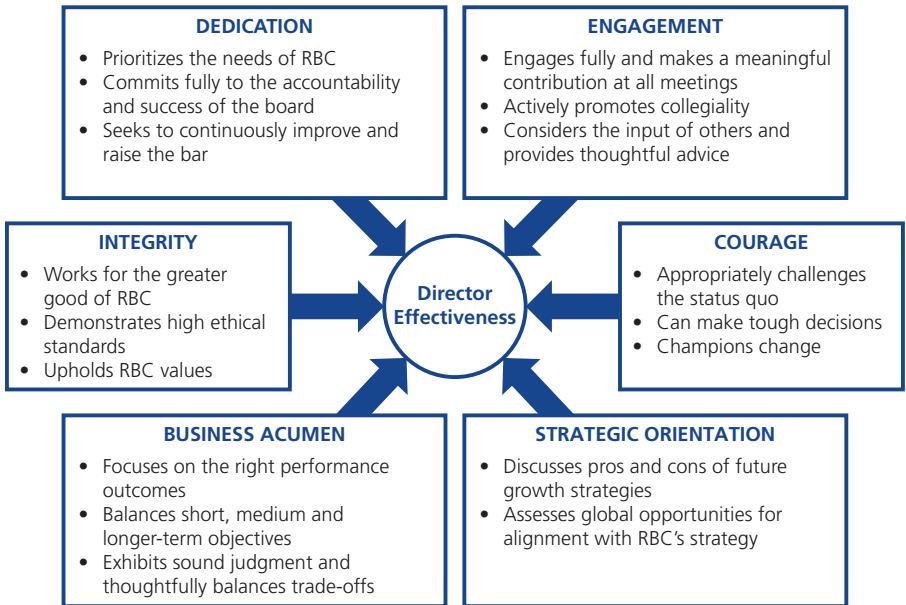 DEDICATION
• Prioritizes the needs of RBC
• Commits fully to the accountability
and success of the board
• Seeks to continuously improve and
raise the bar
ENGAGEMENT
• Engages fully and makes a meaningful
contribution at all meetings
• Actively promotes collegiality
• Considers the input of others and
provides thoughtful advice
INTEGRITY
• Works for the greater
good of RBC
• Demonstrates high ethical
standards
• Upholds RBC values
Director
Effectiveness
COURAGE
• Appropriately challenges
the status quo
• Can make tough decisions
• Champions change
BUSINESS ACUMEN
• Focuses on the right performance
outcomes
• Balances short, medium and
longer-term objectives
• Exhibits sound judgment and
thoughtfully balances trade-offs
STRATEGIC ORIENTATION
• Discusses pros and cons of future
growth strategies
• Assesses global opportunities for
alignment with RBC’s strategy